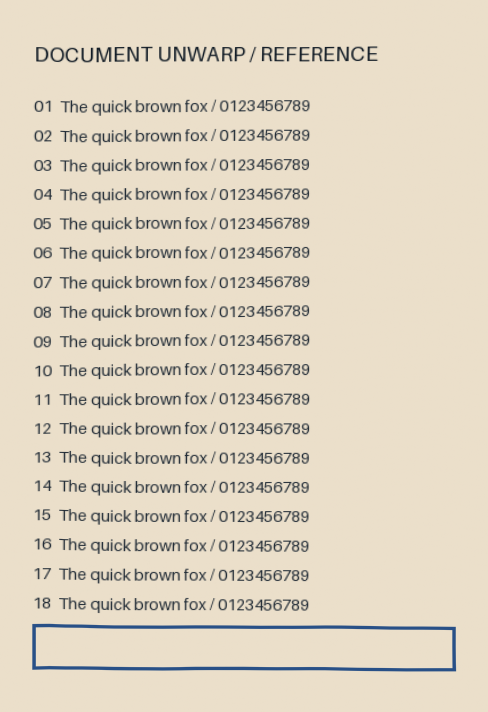 DOCUMENT UNWARP / REFERENCE
01 The quick brown fox / 0123456789
02 The quick brown fox / 0123456789
03 The quick brown fox / 0123456789
04 The quick brown fox / 0123456789
05 The quick brown fox / 0123456789
06 The quick brown fox / 0123456789
07 The quick brown fox / 0123456789
08 The quick brown fox / 0123456789
09 The quick brown fox / 0123456789
10 The quick brown fox / 0123456789
11 The quick brown fox / 0123456789
12 The quick brown fox / 0123456789
13 The quick brown fox / 0123456789
14 The quick brown fox / 0123456789
15 The quick brown fox / 0123456789
16 The quick brown fox / 0123456789
17 The quick brown fox / 0123456789
18 The quick brown fox / 0123456789